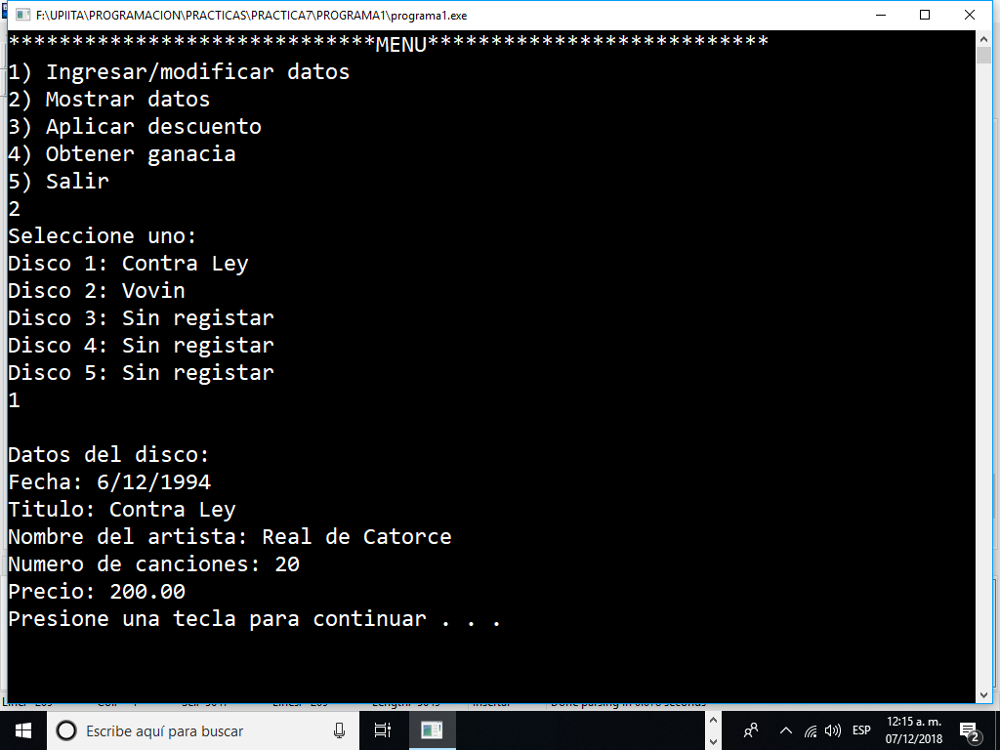 F:\UPIITA\PROGRAMACION\PRACTICAS\PRACTICA7\PROGRAMA1\programa1.exe
*****************************MENU***************************
1) Ingresar/modificar datos
2) Mostrar datos
3) Aplicar descuento
4) Obtener ganacia
5) Salir
2
Seleccione uno:
Disco 1: Contra Ley
Disco 2: Vovin
Disco 3: Sin registar
Disco 4: Sin registar
Disco 5: Sin registar
1
Datos del disco:
Fecha: 6/12/1994
Titulo: Contra Ley
Nombre del artista: Real de Catorce
Numero de canciones: 20
Precio: 200.00
Presione una tecla para continuar . . .
Escribe aquí para buscar
ESP
12:15 a. m.
07/12/2018
2